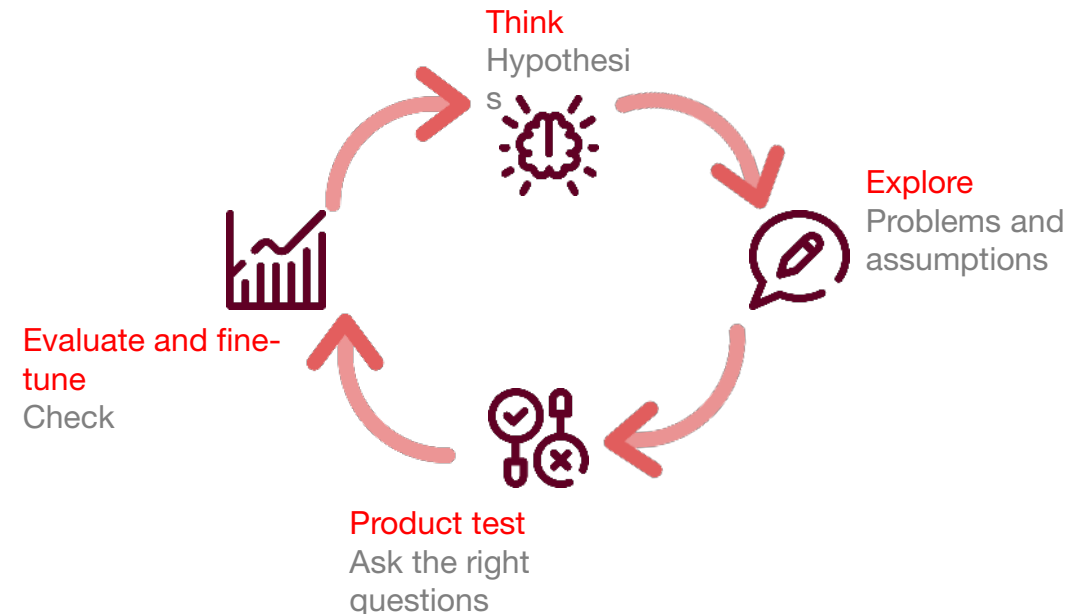 Think
Hypothesi
s
Explore
Problems and
assumptions
Product test
Ask the right
questions
Evaluate and fine-
tune
Check